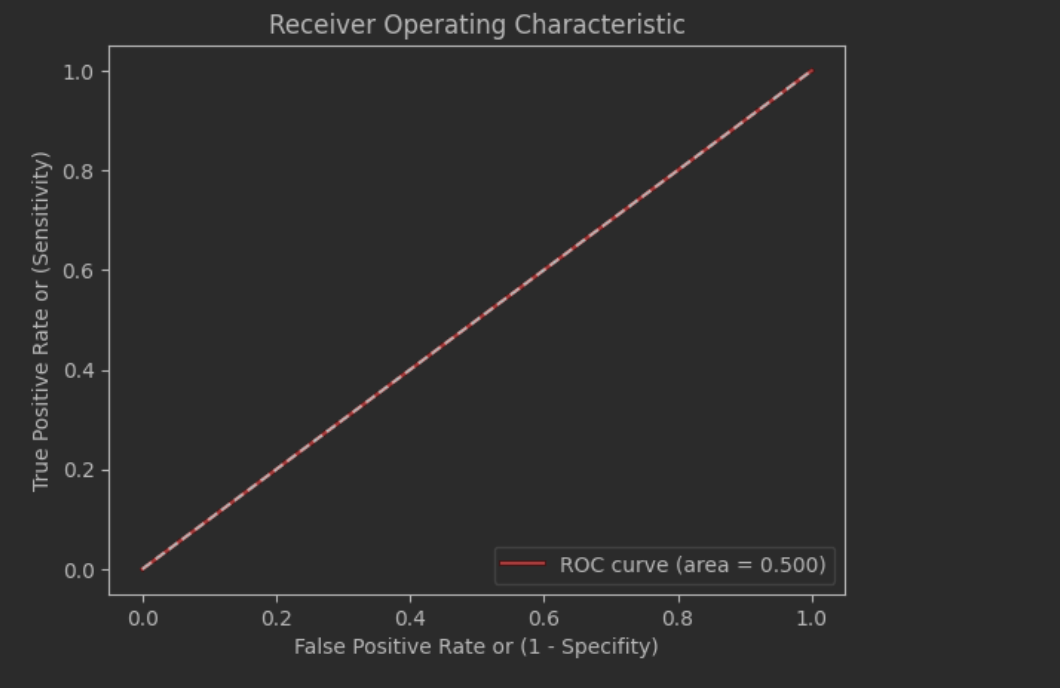 Receiver Operating Characteristic
True Positive Rate or (Sensitivity)
1.0
0.8
0.6
0.4
0.2
0.0
ROC curve (area = 0.500)
0.0 0.2 0.4 0.6 0.8 1.0
False Positive Rate or (1 - Specifity)